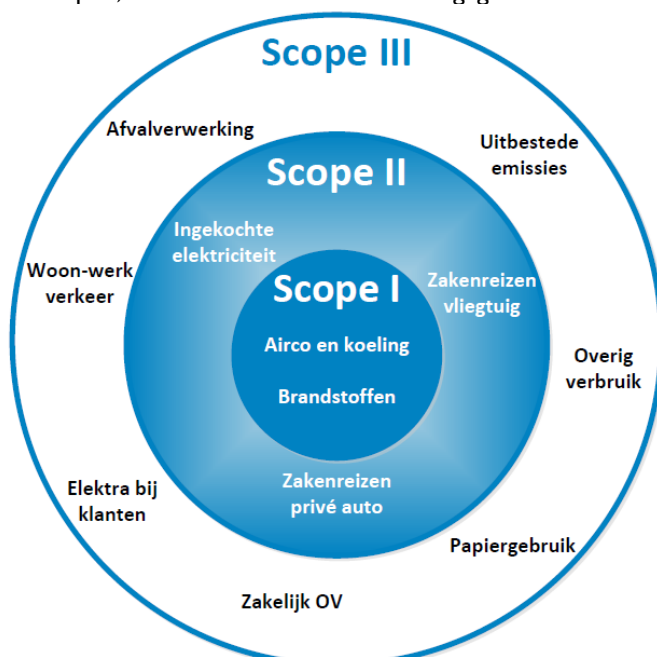 Scope III
Afvalverwerking
Uitbestede
emissies
Scope II
Ingekochte
elektriciteit
Woon-werk
verkeer
Scope I
Zakenreizen
vliegtuig
Airco en koeling
Overig
verbruik
Brandstoffen
Zakenreizen
privé auto
Elektra bij
klanten
Papiergebruik
Zakelijk OV